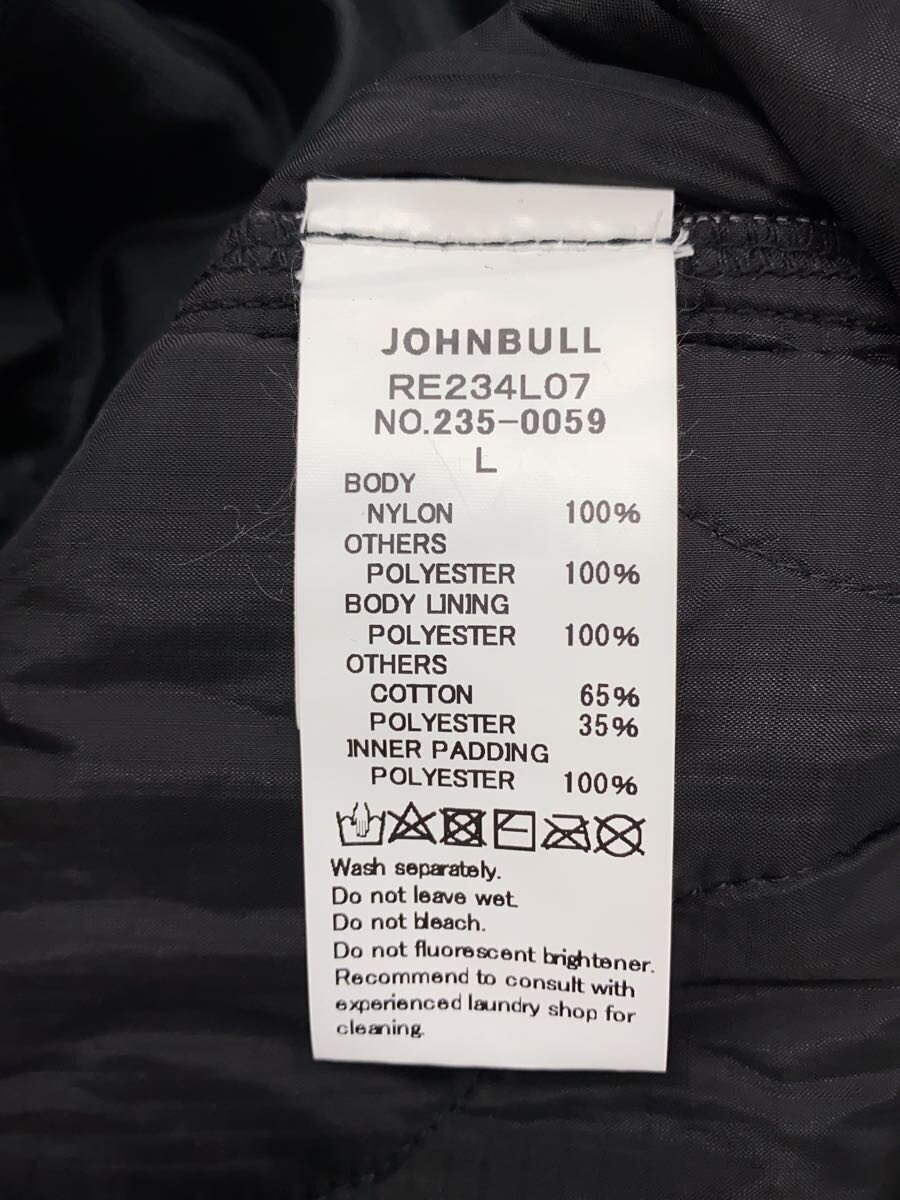 JOHNBULL
RE234L07
NO.235-0059
L
BODY
NYLON 100%
OTHERS
POLYESTER 100%
BODY LINING
POLYESTER 100%
OTHERS
COTTON 65%
POLYESTER 35%
INNER PADDING
POLYESTER 100%
Wash separately.
Do not leave wet.
Do not bleach.
Do not fluorescent brightener.
Recommend to consult with
experienced laundry shop for
cleaning.